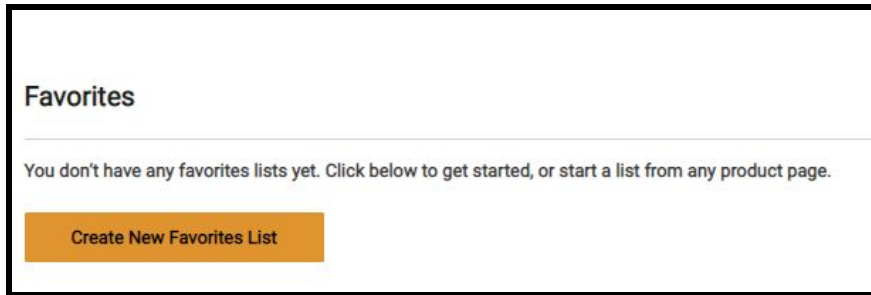 Favorites
You don't have any favorites lists yet. Click below to get started, or start a list from any product page.
Create New Favorites List